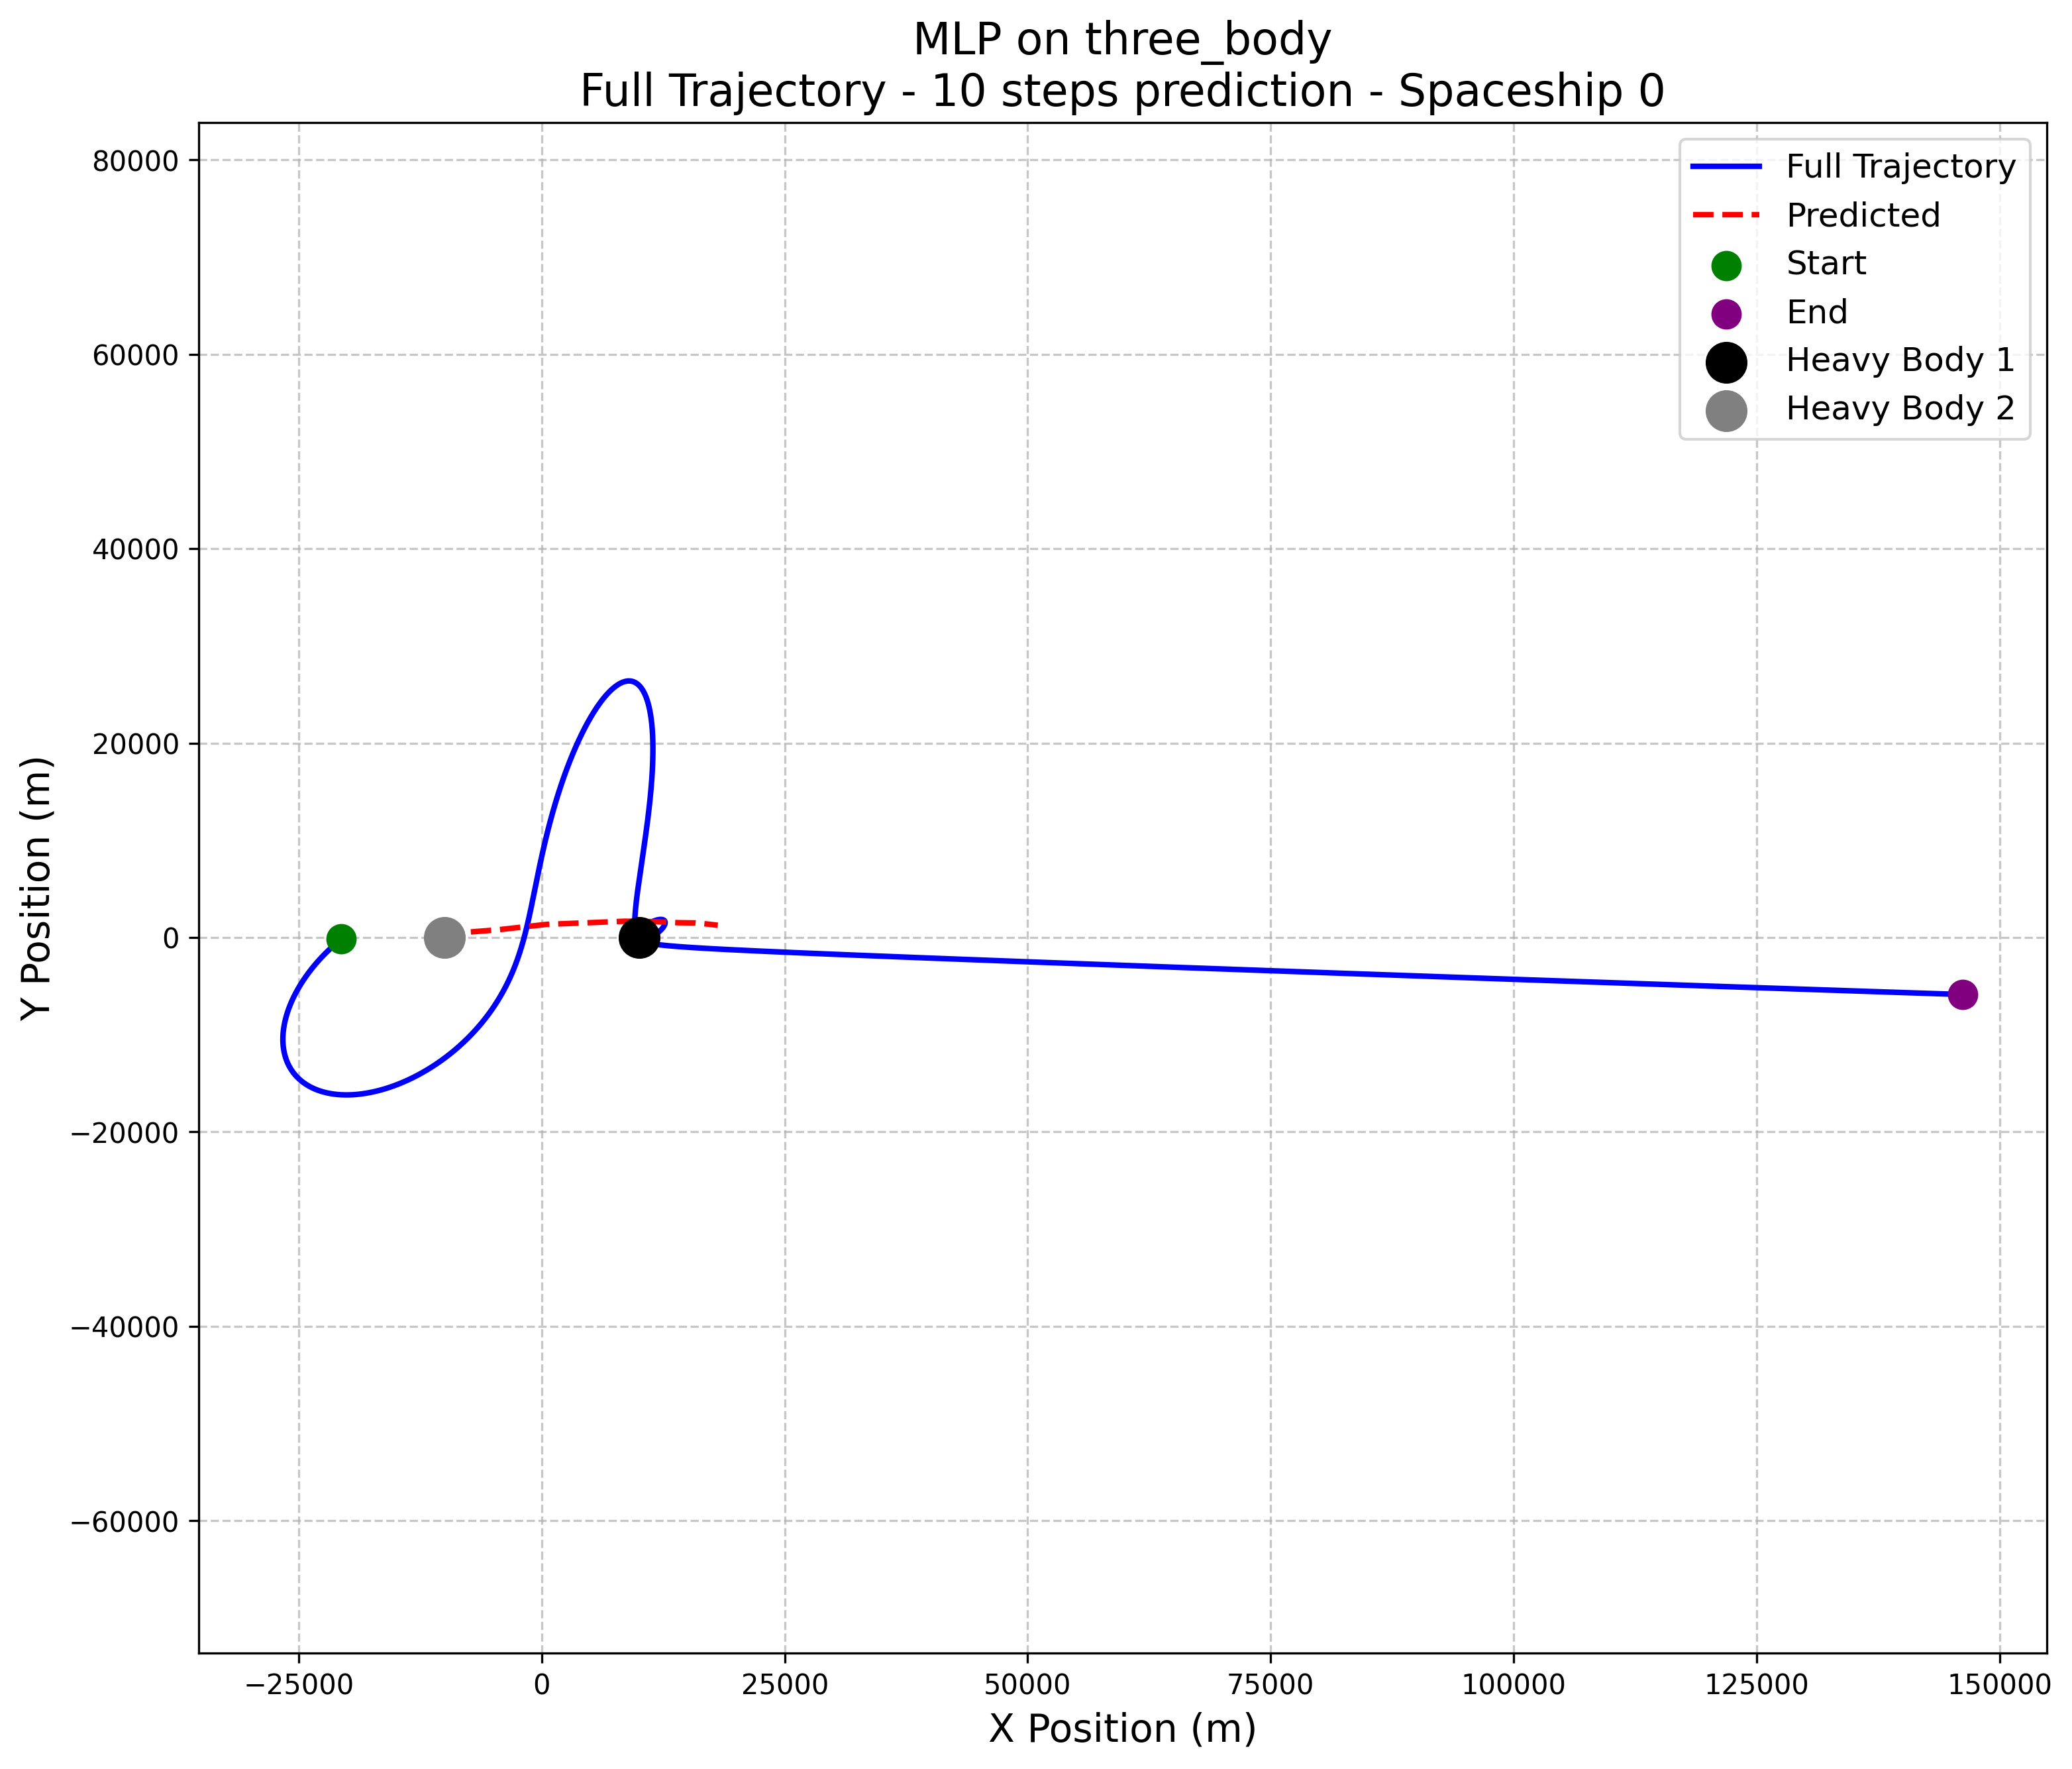 MLP on three_body
Full Trajectory - 10 steps prediction - Spaceship 0
Full Trajectory
Predicted
Start
End
Heavy Body 1
Heavy Body 2
Y Position (m)
80000
60000
40000
20000
0
−20000
−40000
−60000
−25000
0
25000
50000
75000
100000
125000
150000
X Position (m)